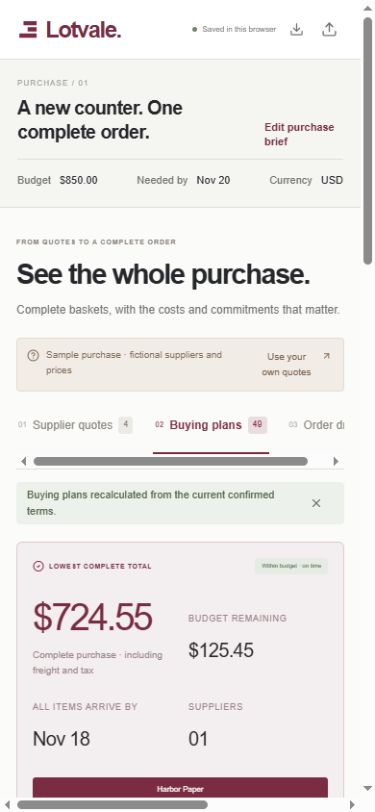 Lotvale.
Saved in this browser
PURCHASE / 01
A new counter. One
complete order.
Edit purchase
brief
Budget $850.00 Needed by Nov 20 Currency USD
FROM QUOTES TO A COMPLETE ORDER
See the whole purchase.
Complete baskets, with the costs and commitments that matter.
Sample purchase · fictional suppliers and
prices
Use your
own quotes
01 Supplier quotes 4 02 Buying plans 49 03 Order dr
Buying plans recalculated from the current confirmed
terms.
LOWEST COMPLETE TOTAL
Within budget · on time
$724.55
Complete purchase · including
freight and tax
BUDGET REMAINING
$125.45
ALL ITEMS ARRIVE BY
Nov 18
SUPPLIERS
01
Harbor Paper